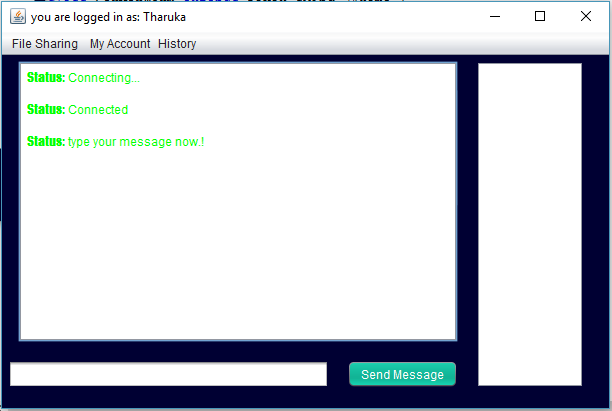 you are logged in as: Tharuka
File Sharing My Account History
Status: Connecting...
Status: Connected
Status: type your message now.!
Send Message